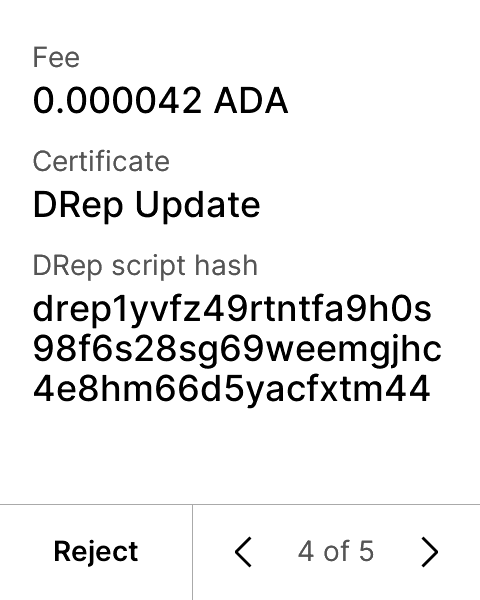 Fee
0.000042 ADA
Certificate
DRep Update
DRep script hash
drep1yvfz49rtntfa9h0s
98f6s28sg69weemgjhc
4e8hm66d5yacfxtm44
Reject
4 of 5